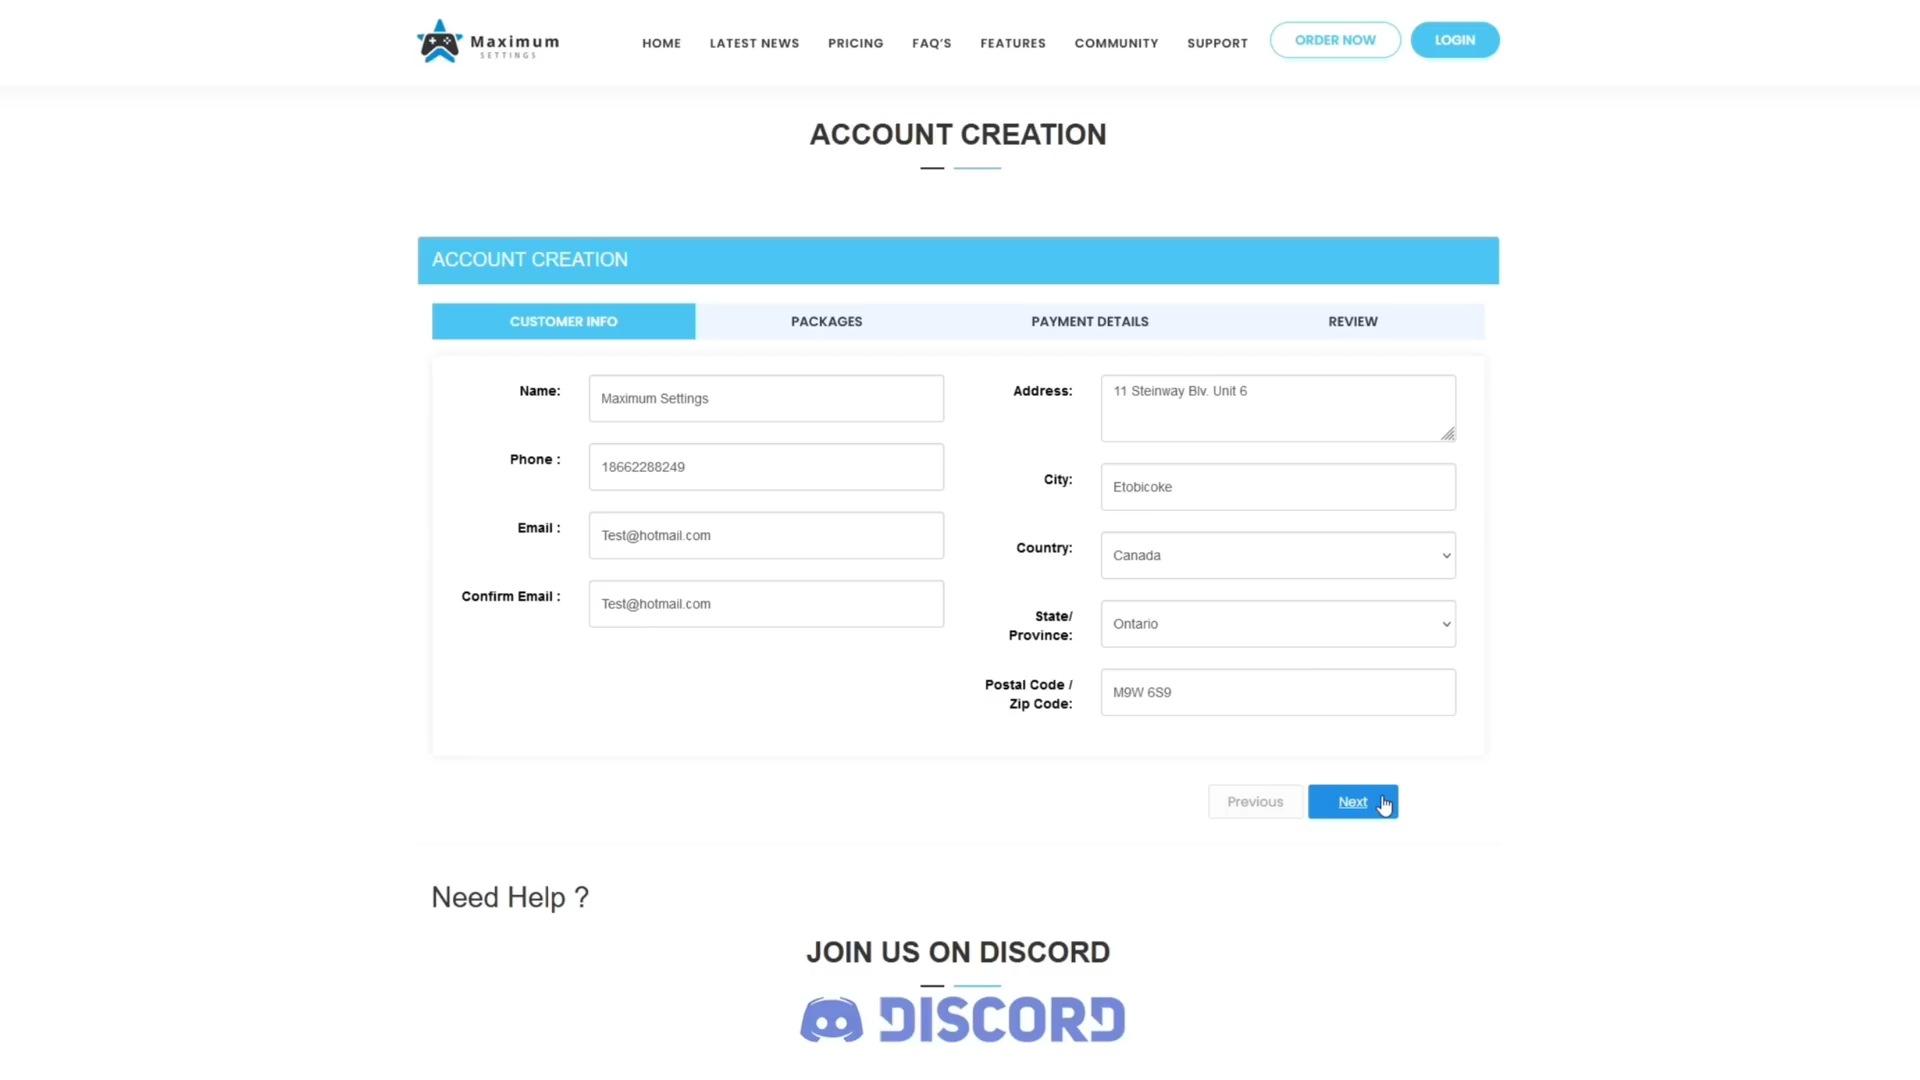 Maximum
SETTINGS
HOME
LATEST NEWS
PRICING
FAQ'S
FEATURES
COMMUNITY
SUPPORT
ORDER NOW
LOGIN
ACCOUNT CREATION
ACCOUNT CREATION
CUSTOMER INFO
PACKAGES
PAYMENT DETAILS
REVIEW
Name:
Maximum Settings
Phone :
18662288249
Email :
Test@hotmail.com
Confirm Email :
Test@hotmail.com
Address:
11 Steinway Blv. Unit 6
City:
Etobicoke
Country:
Canada
State/
Province:
Ontario
Postal Code /
Zip Code:
M9W 6S9
Previous
Next
Need Help ?
JOIN US ON DISCORD
DISCORD